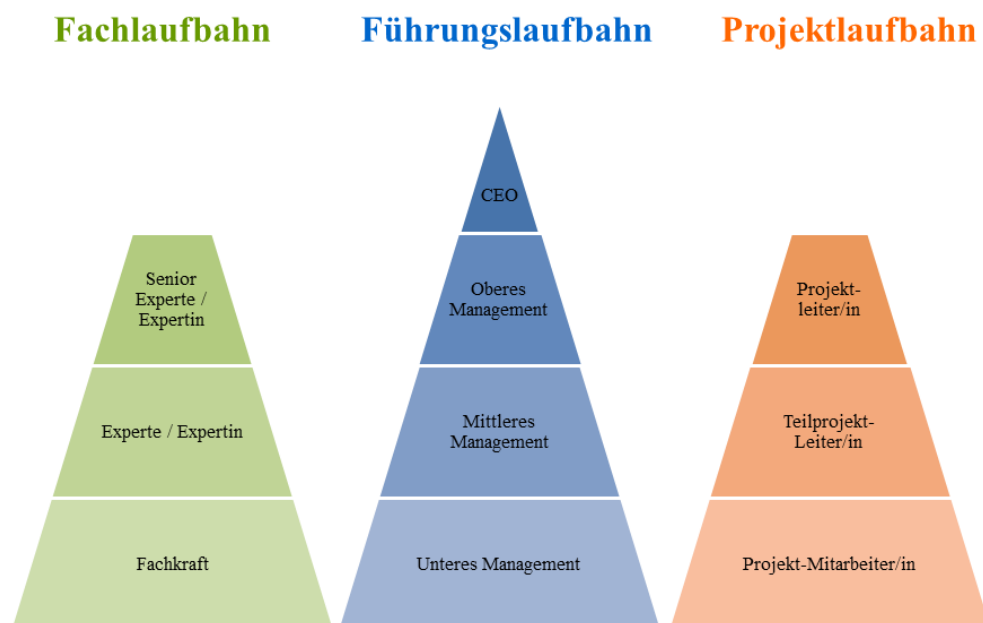 Fachlaufbahn
Führungslaufbahn
Projektlaufbahn
CEO
Senior
Experte /
Expertin
Oberes
Management
Projekt-
leiter/in
Experte / Expertin
Mittleres
Management
Teilprojekt-
Leiter/in
Fachkraft
Unteres Management
Projekt-Mitarbeiter/in